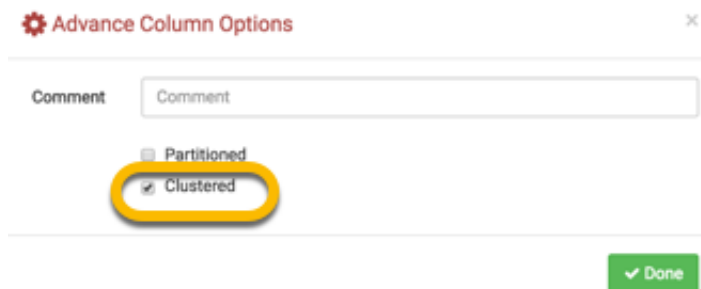 Advance Column Options
Comment Comment
Partitioned
Clustered
Done